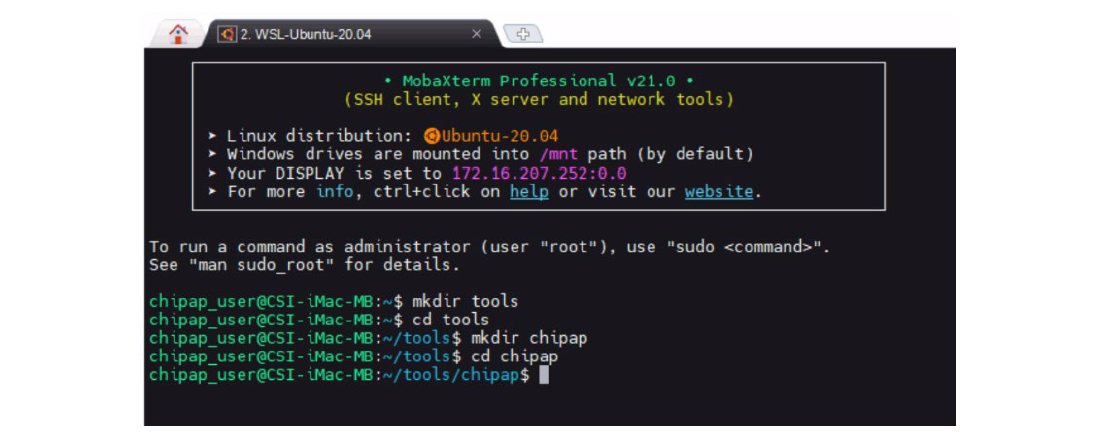 2. WSL-Ubuntu-20.04
• MobaXterm Professional v21.0 •
(SSH client, X server and network tools)
➤ Linux distribution: Ubuntu-20.04
➤ Windows drives are mounted into /mnt path (by default)
➤ Your DISPLAY is set to 172.16.207.252:0.0
➤ For more info, ctrl+click on help or visit our website.
To run a command as administrator (user "root"), use "sudo <command>".
See "man sudo_root" for details.
chipap_user@CSI-iMac-MB:~$ mkdir tools
chipap_user@CSI-iMac-MB:~$ cd tools
chipap_user@CSI-iMac-MB:~/tools$ mkdir chipap
chipap_user@CSI-iMac-MB:~/tools$ cd chipap
chipap_user@CSI-iMac-MB:~/tools/chipap$